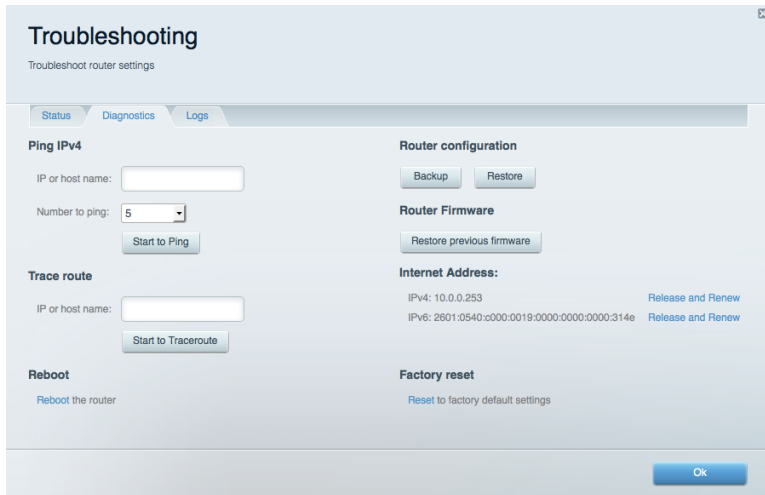 Troubleshooting
Troubleshoot router settings
Status Diagnostics Logs
Ping IPv4
IP or host name:
Number to ping: 5
Start to Ping
Trace route
IP or host name:
Start to Traceroute
Reboot
Reboot the router
Router configuration
Backup Restore
Router Firmware
Restore previous firmware
Internet Address:
IPv4: 10.0.0.253 Release and Renew
IPv6: 2601:0540:c000:0019:0000:0000:0000:314e Release and Renew
Factory reset
Reset to factory default settings
Ok